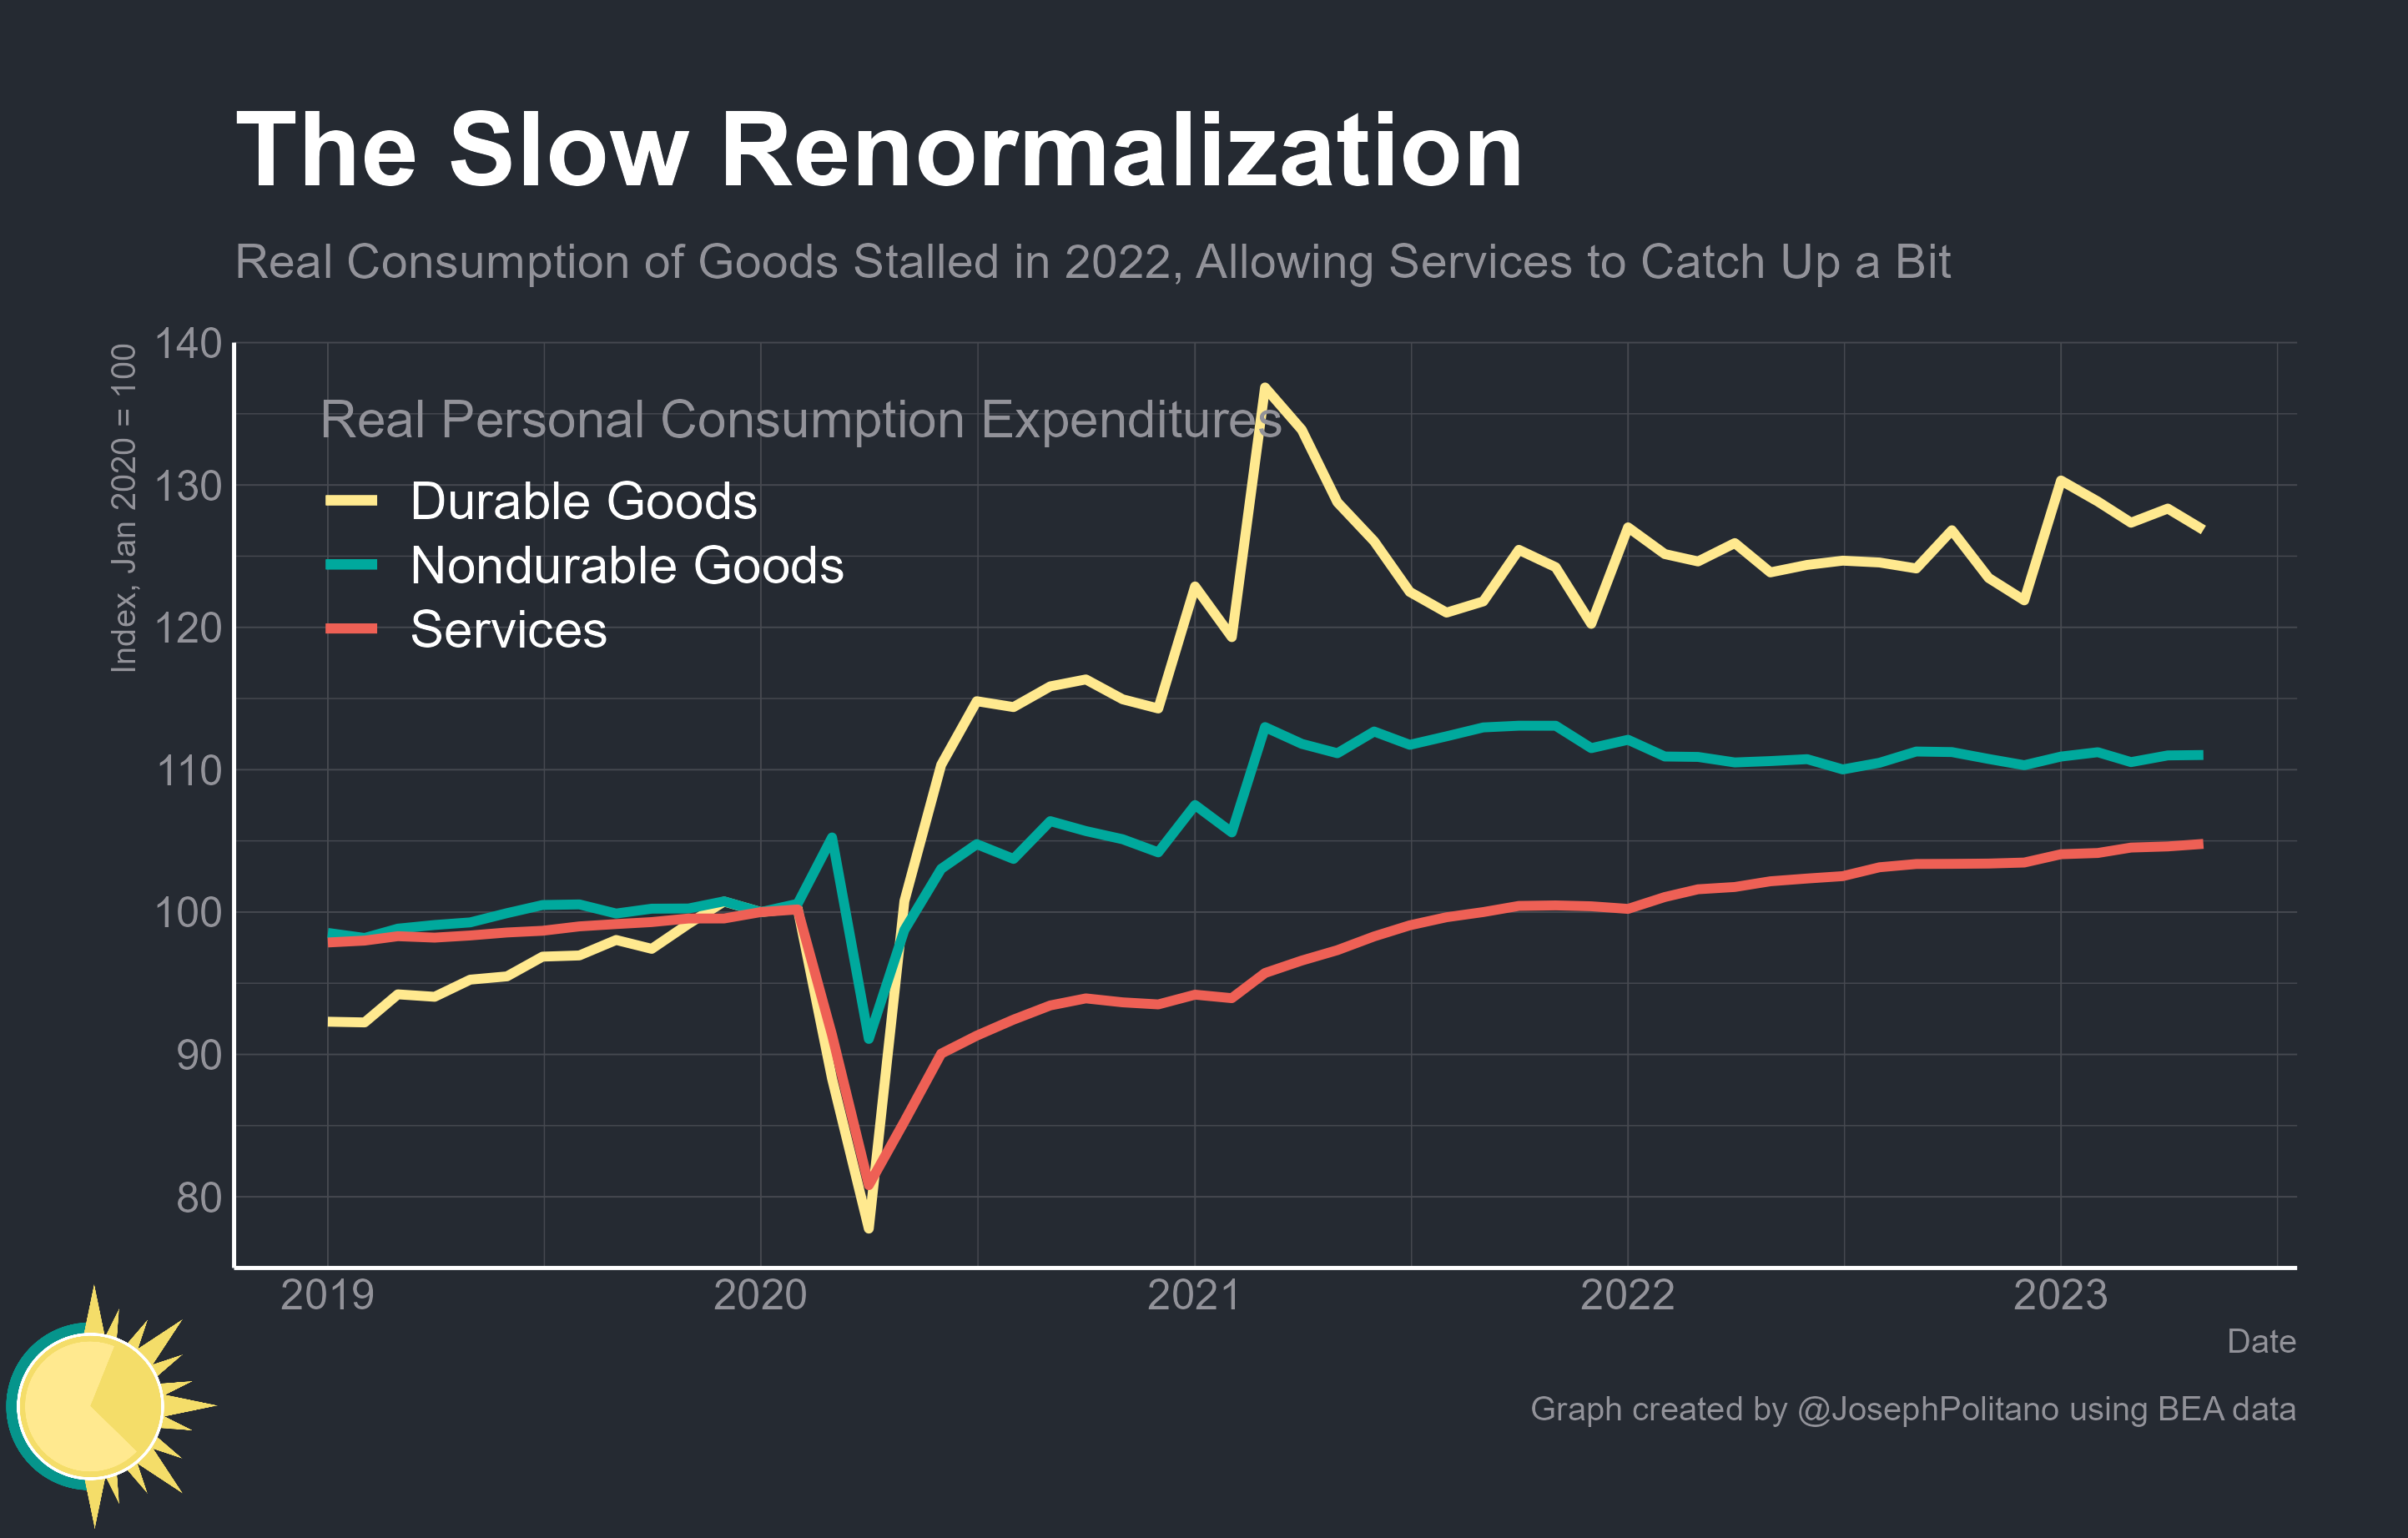 The Slow Renormalization
Real Consumption of Goods Stalled in 2022, Allowing Services to Catch Up a Bit
Index, Jan 2020 = 100
140
130
120
110
100
90
80
Real Personal Consumption Expenditures
Durable Goods
Nondurable Goods
Services
2019 2020 2021 2022 2023
Date
Graph created by @JosephPolitano using BEA data